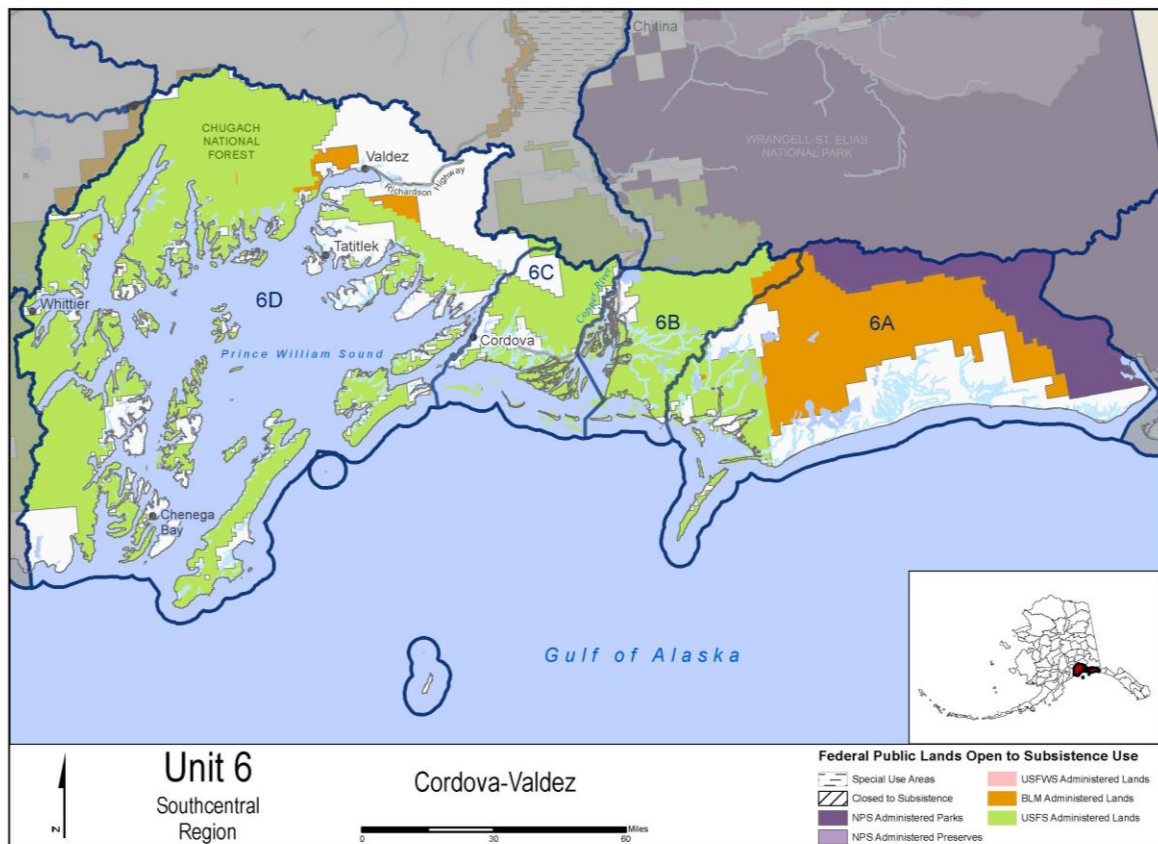 Chitina
CHUGACH
NATIONAL
FOREST
WRANGELL-ST. ELIAS
NATIONAL PARK
Valdez
Richardson Highway
Tatitlek
6C
Copper River
6D
Whittier
6B
6A
Cordova
Prince William Sound
Chenega
Bay
Gulf of Alaska
N
Unit 6
Southcentral
Region
Cordova-Valdez
Miles
0 30 60
Federal Public Lands Open to Subsistence Use
Special Use Areas
Closed to Subsistence
NPS Administered Parks
NPS Administered Preserves
USFWS Administered Lands
BLM Administered Lands
USFS Administered Lands